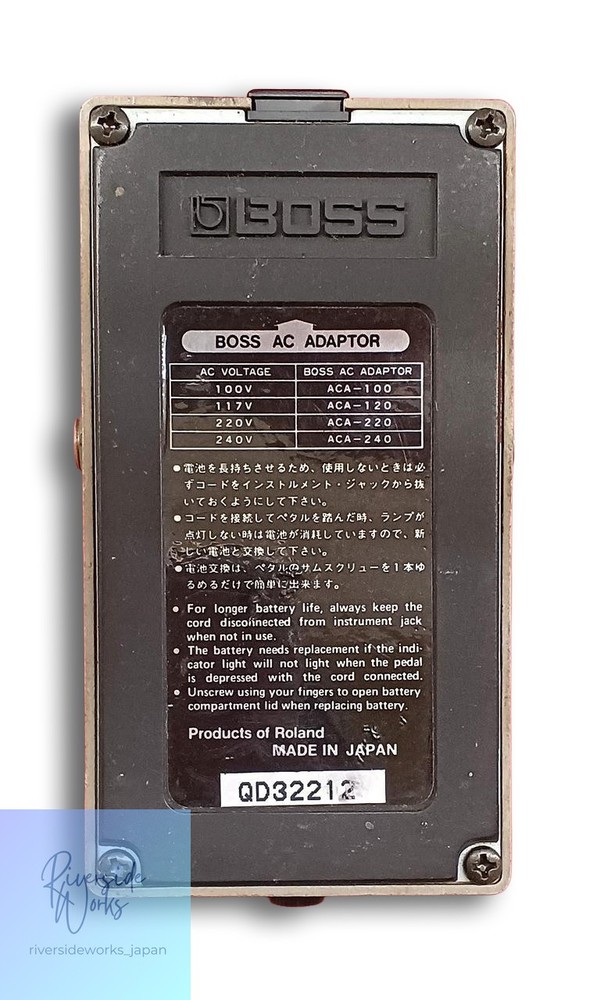 BOSS
BOSS AC ADAPTOR
AC VOLTAGE BOSS AC ADAPTOR
100V ACA-100
117V ACA-120
220V ACA-220
240V ACA-240
●電池を長持ちさせるため、使用しないときは必
ずコードをインストルメント・ジャックから抜
いておくようにして下さい。
●コードを接続してペダルを踏んだ時、ランプが
点灯しない時は電池が消耗していますので、新
しい電池と交換して下さい。
●電池交換は、ペダルのサムスクリューを1本ゆ
るめるだけで簡単に出来ます。
● For longer battery life, always keep the
cord disconnected from instrument jack
when not in use.
● The battery needs replacement if the indi-
cator light will not light when the pedal
is depressed with the cord connected.
● Unscrew using your fingers to open battery
compartment lid when replacing battery.
Products of Roland
MADE IN JAPAN
QD32212
Riverside
Works
riversideworks_japan